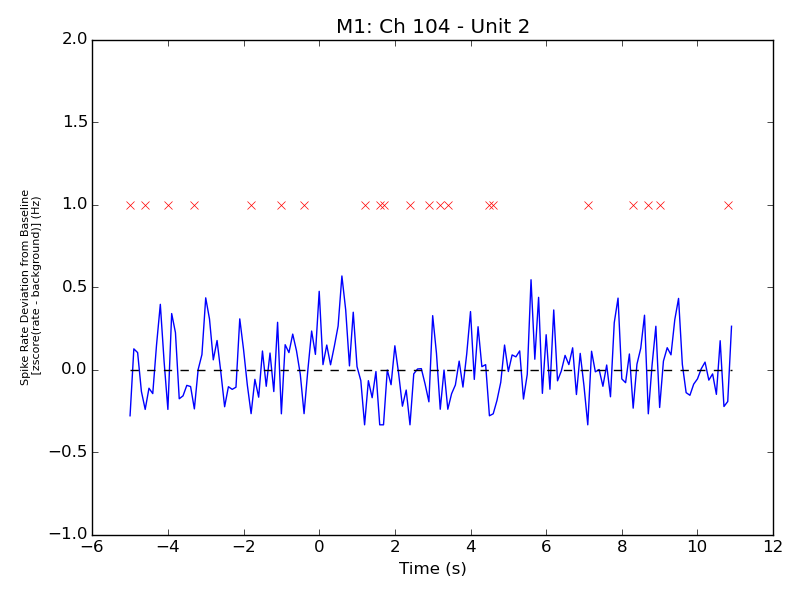 M1: Ch 104 - Unit 2
2.0
1.5
1.0
0.5
0.0
−0.5
−1.0
Spike Rate Deviation from Baseline
[zscore(rate - background)] (Hz)
−6 −4 −2 0 2 4 6 8 10 12
Time (s)